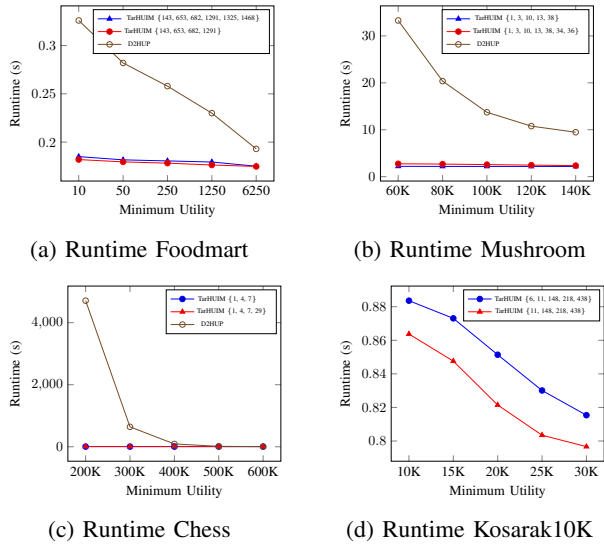 TarHUIM {143, 653, 682, 1291, 1325, 1468}
TarHUIM {143, 653, 682, 1291}
D2HUP
0.3
0.25
0.2
Runtime (s)
10 50 250 1250 6250
Minimum Utility
(a) Runtime Foodmart
TarHUIM {1, 3, 10, 13, 38}
TarHUIM {1, 3, 10, 13, 38, 34, 36}
D2HUP
30
20
10
0
Runtime (s)
60K 80K 100K 120K 140K
Minimum Utility
(b) Runtime Mushroom
TarHUIM {1, 4, 7}
TarHUIM {1, 4, 7, 29}
D2HUP
4,000
2,000
0
Runtime (s)
200K 300K 400K 500K 600K
Minimum Utility
(c) Runtime Chess
TarHUIM {6, 11, 148, 218, 438}
TarHUIM {11, 148, 218, 438}
0.88
0.86
0.84
0.82
0.8
Runtime (s)
10K 15K 20K 25K 30K
Minimum Utility
(d) Runtime Kosarak10K